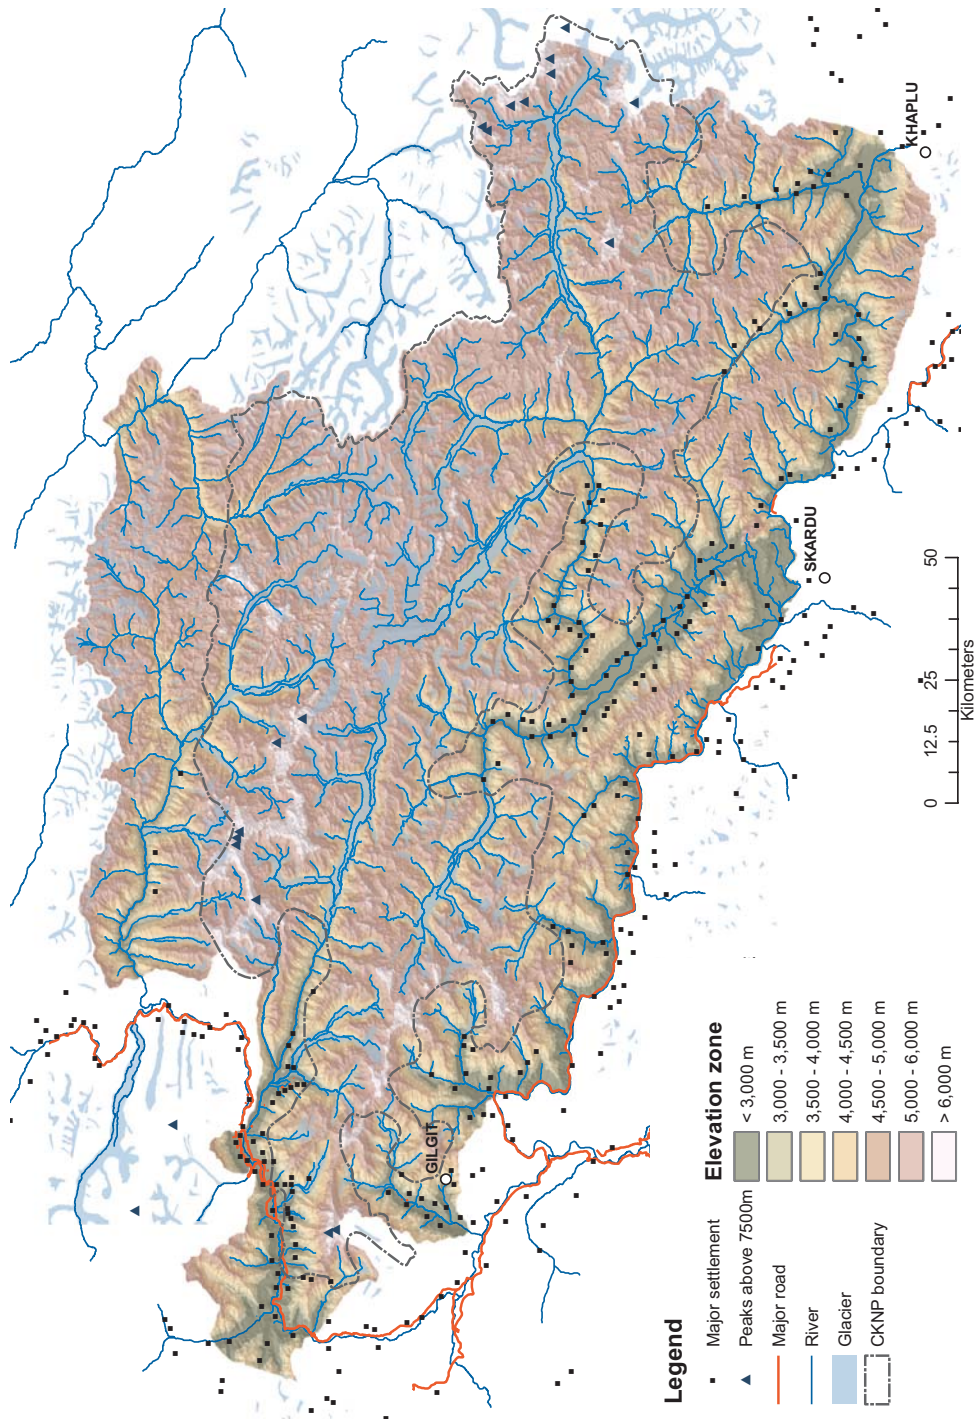 KHAPLU
SKARDU
GILGIT
Legend
Major settlement
Peaks above 7500m
Major road
River
Glacier
CKNP boundary
Elevation zone
< 3,000 m
3,000 - 3,500 m
3,500 - 4,000 m
4,000 - 4,500 m
4,500 - 5,000 m
5,000 - 6,000 m
> 6,000 m
0 12.5 25 50
Kilometers